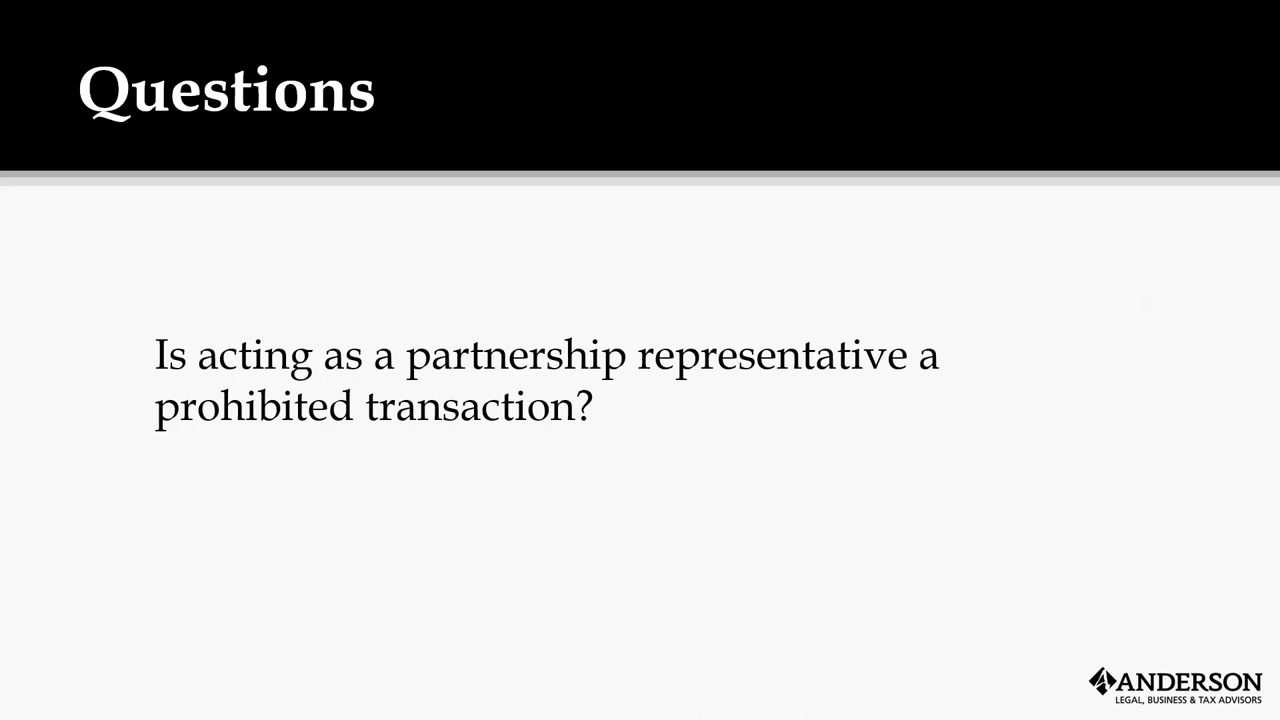 Questions
Is acting as a partnership representative a
prohibited transaction?
ANDERSON
LEGAL, BUSINESS & TAX ADVISORS